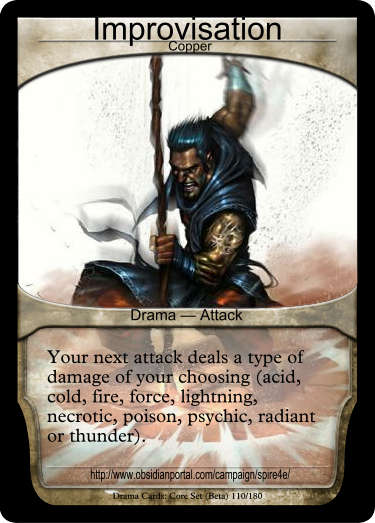 Improvisation
Copper
Drama — Attack
Your next attack deals a type of
damage of your choosing (acid,
cold, fire, force, lightning,
necrotic, poison, psychic, radiant
or thunder).
http://www.obsidianportal.com/campaign/spire4e/
Drama Cards: Core Set (Beta) 110/180